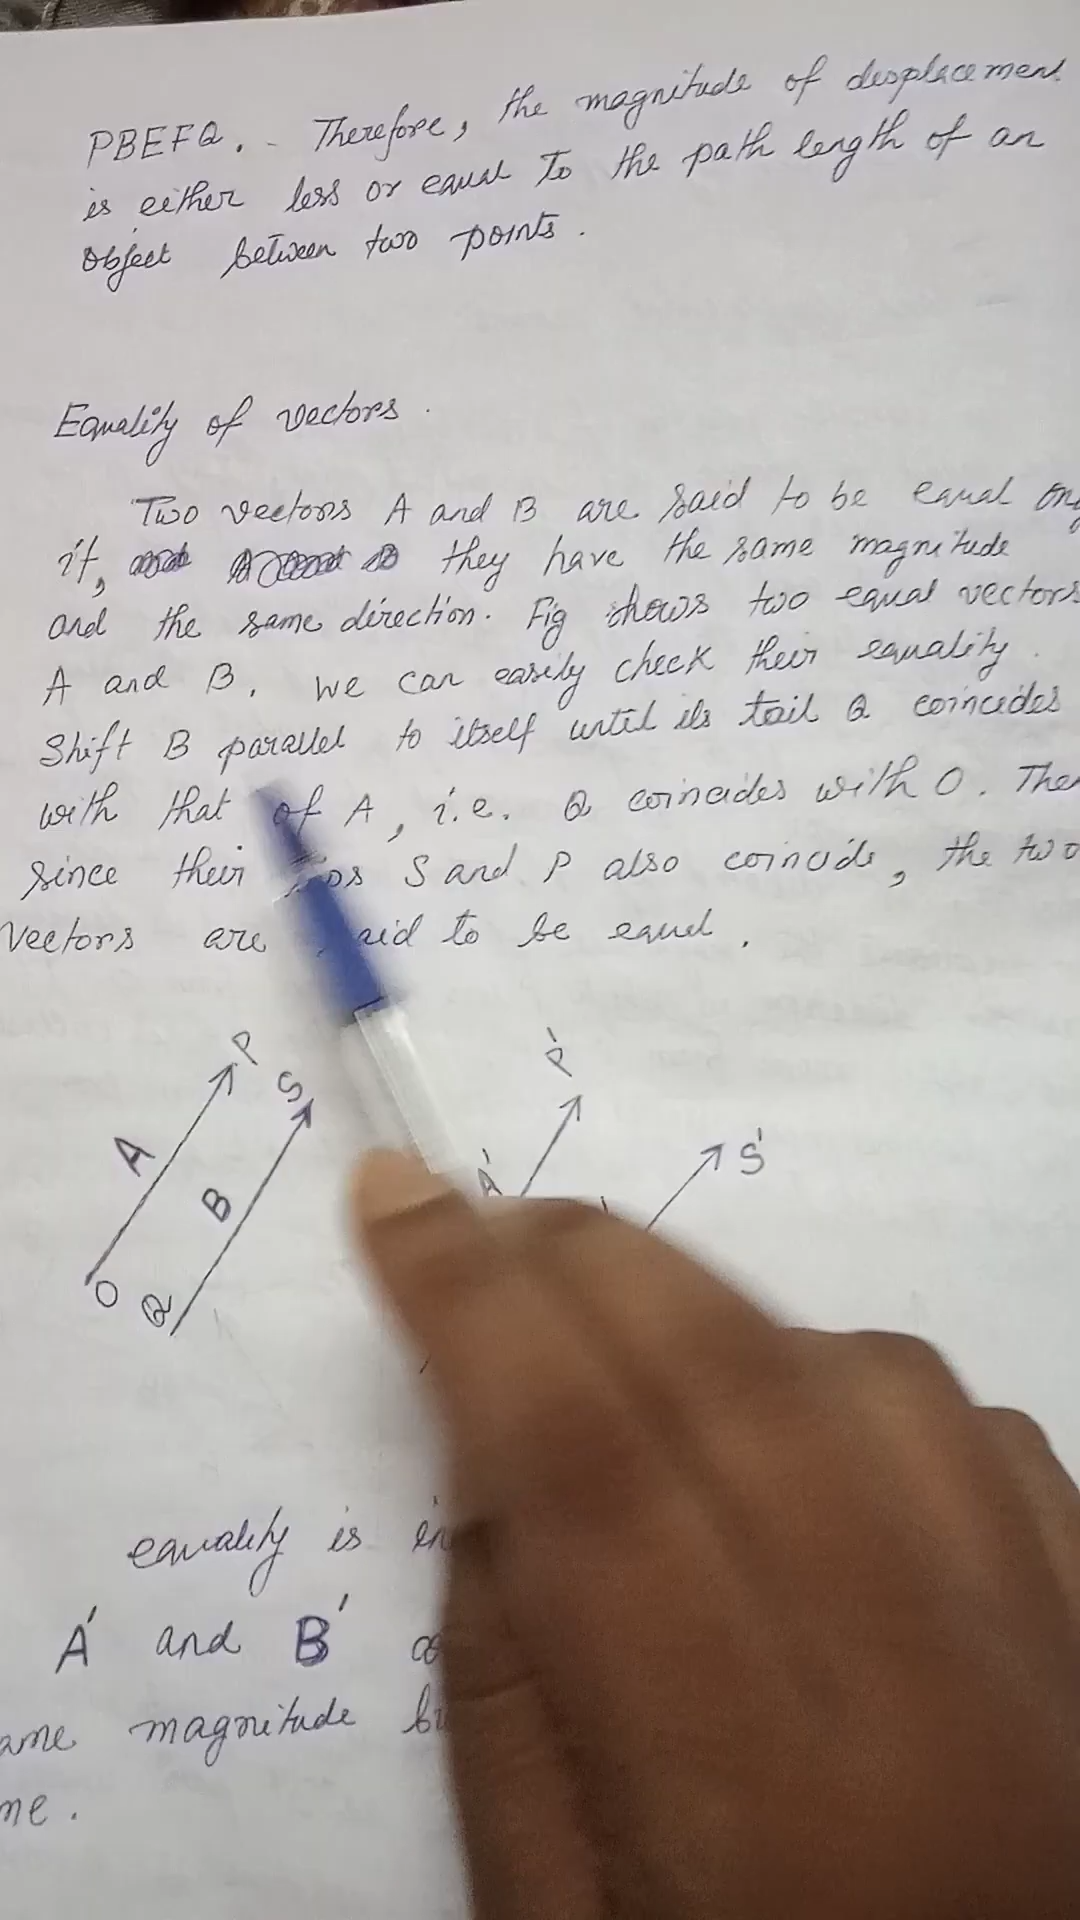 PBEFQ. Therefore, the magnitude of desplacement
is either less or equal to the path length of an
object between two points.
Equality of vectors.
Two vectors A and B are said to be equal
if, they have the same magnitude
and the same direction. Fig shows two equal vectors
A and B. we can easily check their equality.
Shift B parallel to itself until its tail Q coincides
with that of A, i.e. Q coincides with O. Then
since their S and P also coincide, the two
vectors are said to be equal.
P
S
A
B
O
Q
P'
A'
S'
equality is
A' and B'
magnitude